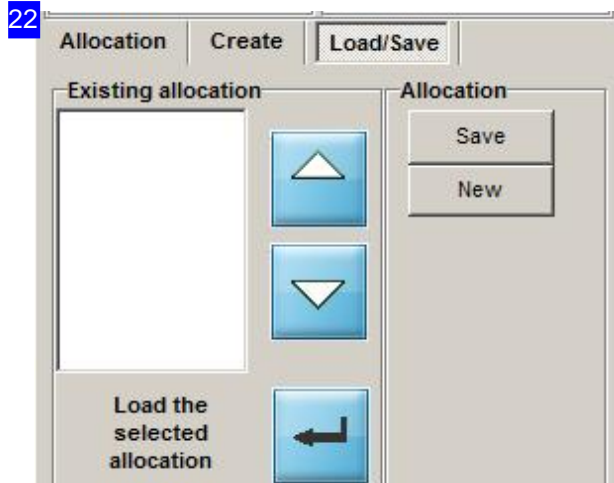 22
Allocation Create Load/Save
Existing allocation
Allocation
Save
New
Load the
selected
allocation